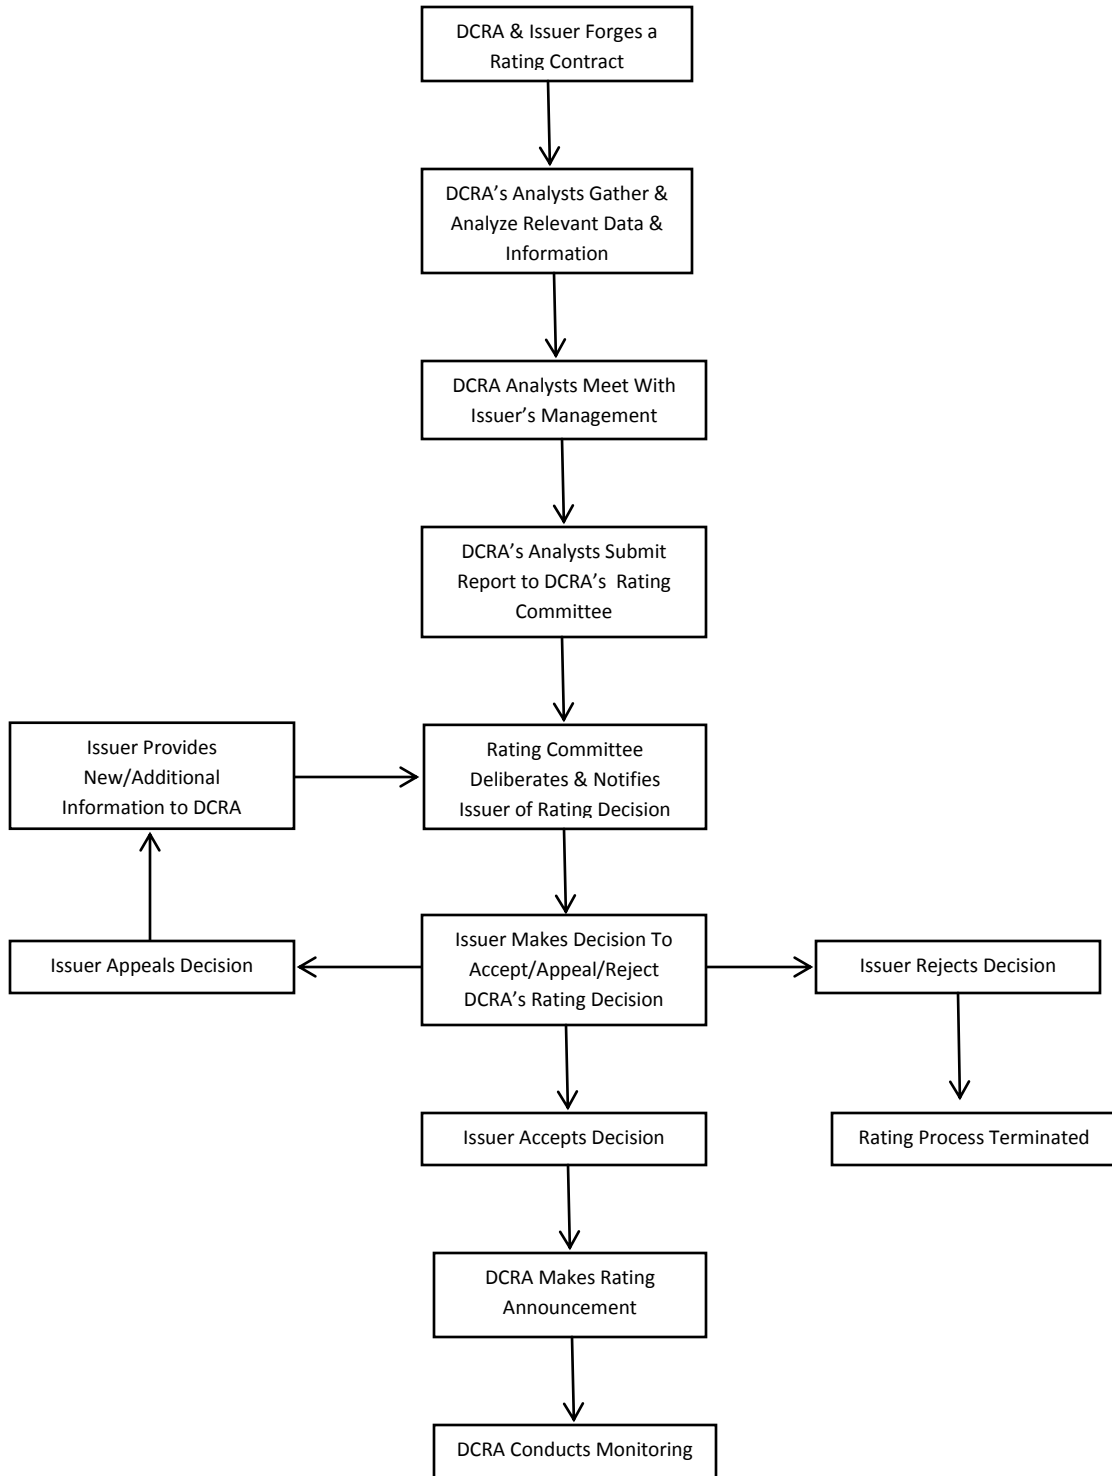 DCRA & Issuer Forges a
Rating Contract
DCRA’s Analysts Gather &
Analyze Relevant Data &
Information
DCRA Analysts Meet With
Issuer’s Management
DCRA’s Analysts Submit
Report to DCRA’s  Rating
Committee
Issuer Provides
New/Additional
Information to DCRA
Rating Committee
Deliberates & Notifies
Issuer of Rating Decision
Issuer Appeals Decision
Issuer Makes Decision To
Accept/Appeal/Reject
DCRA’s Rating Decision
Issuer Rejects Decision
Issuer Accepts Decision
Rating Process Terminated
DCRA Makes Rating
Announcement
DCRA Conducts Monitoring